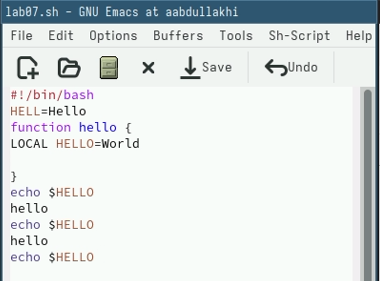 lab07.sh - GNU Emacs at aabdullakhi
File Edit Options Buffers Tools Sh-Script Help
Save Undo
#!/bin/bash
HELL=Hello
function hello {
LOCAL HELLO=World
}
echo $HELLO
hello
echo $HELLO
hello
echo $HELLO